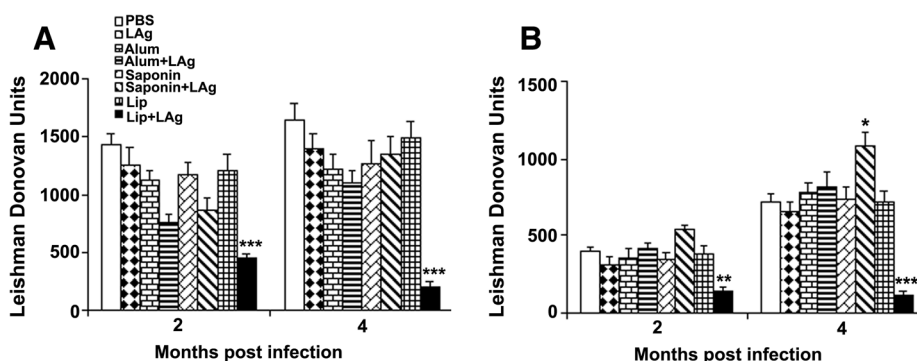 A
PBS
LAg
Alum
Alum+LAg
Saponin
Saponin+LAg
Lip
Lip+LAg
Leishman Donovan Units
2000
1500
1000
500
0
***
***
2
4
Months post infection
B
Leishman Donovan Units
1500
1000
500
0
**
*
***
2
4
Months post infection